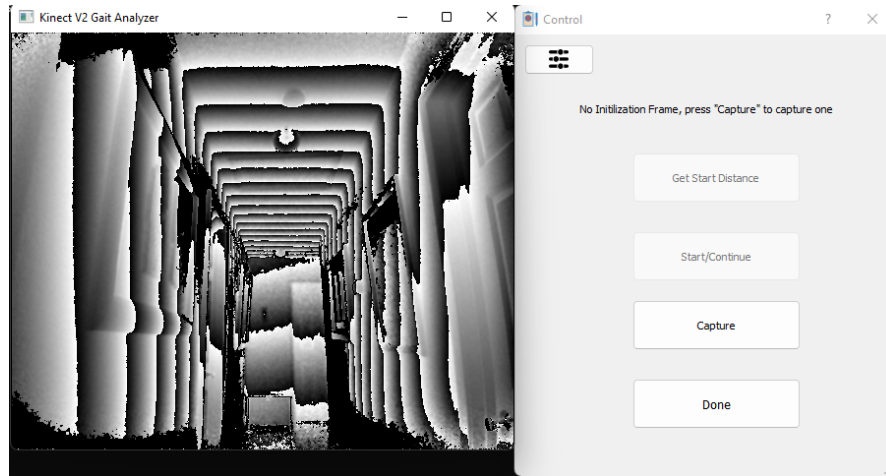 Kinect V2 Gait Analyzer
Control
No Initilization Frame, press "Capture" to capture one
Get Start Distance
Start/Continue
Capture
Done